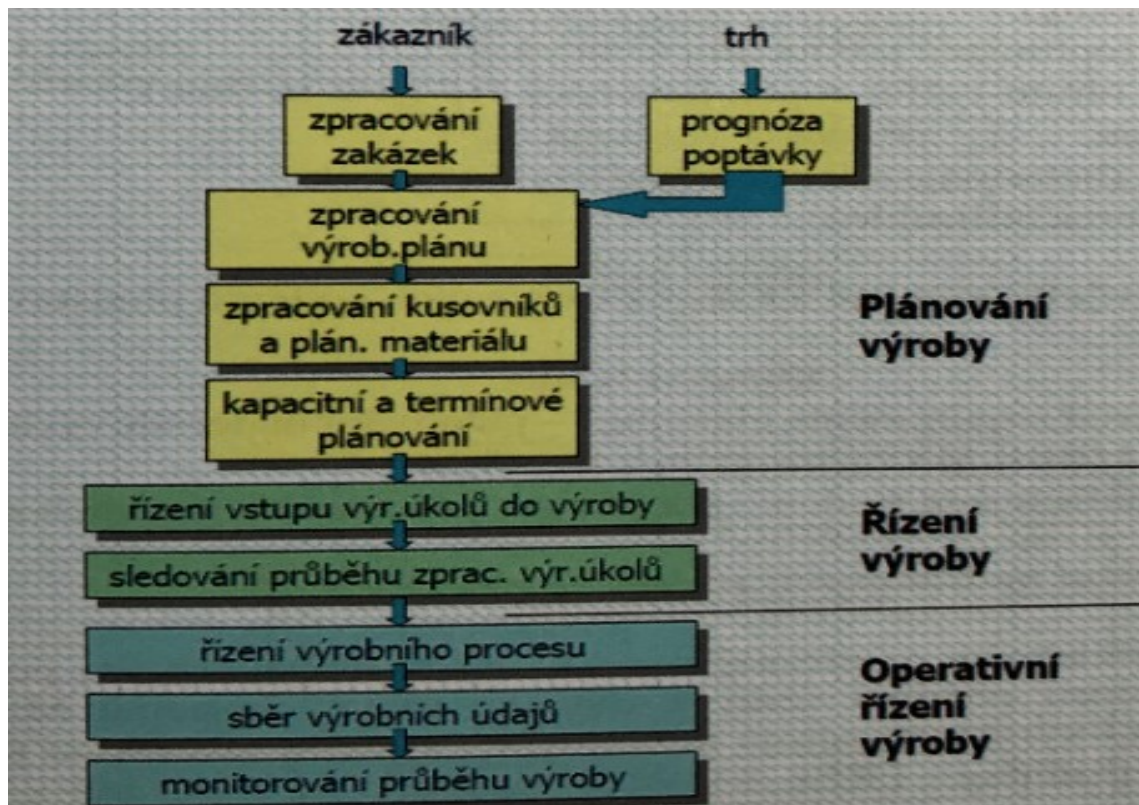 zákazník
trh
zpracování
zakázek
prognóza
poptávky
zpracování
výrob.plánu
zpracování kusovníků
a plán. materiálu
kapacitní a termínové
plánování
Plánování
výroby
řízení vstupu výr.úkolů do výroby
sledování průběhu zprac. výr.úkolů
Řízení
výroby
řízení výrobního procesu
sběr výrobních údajů
monitorování průběhu výroby
Operativní
řízení
výroby